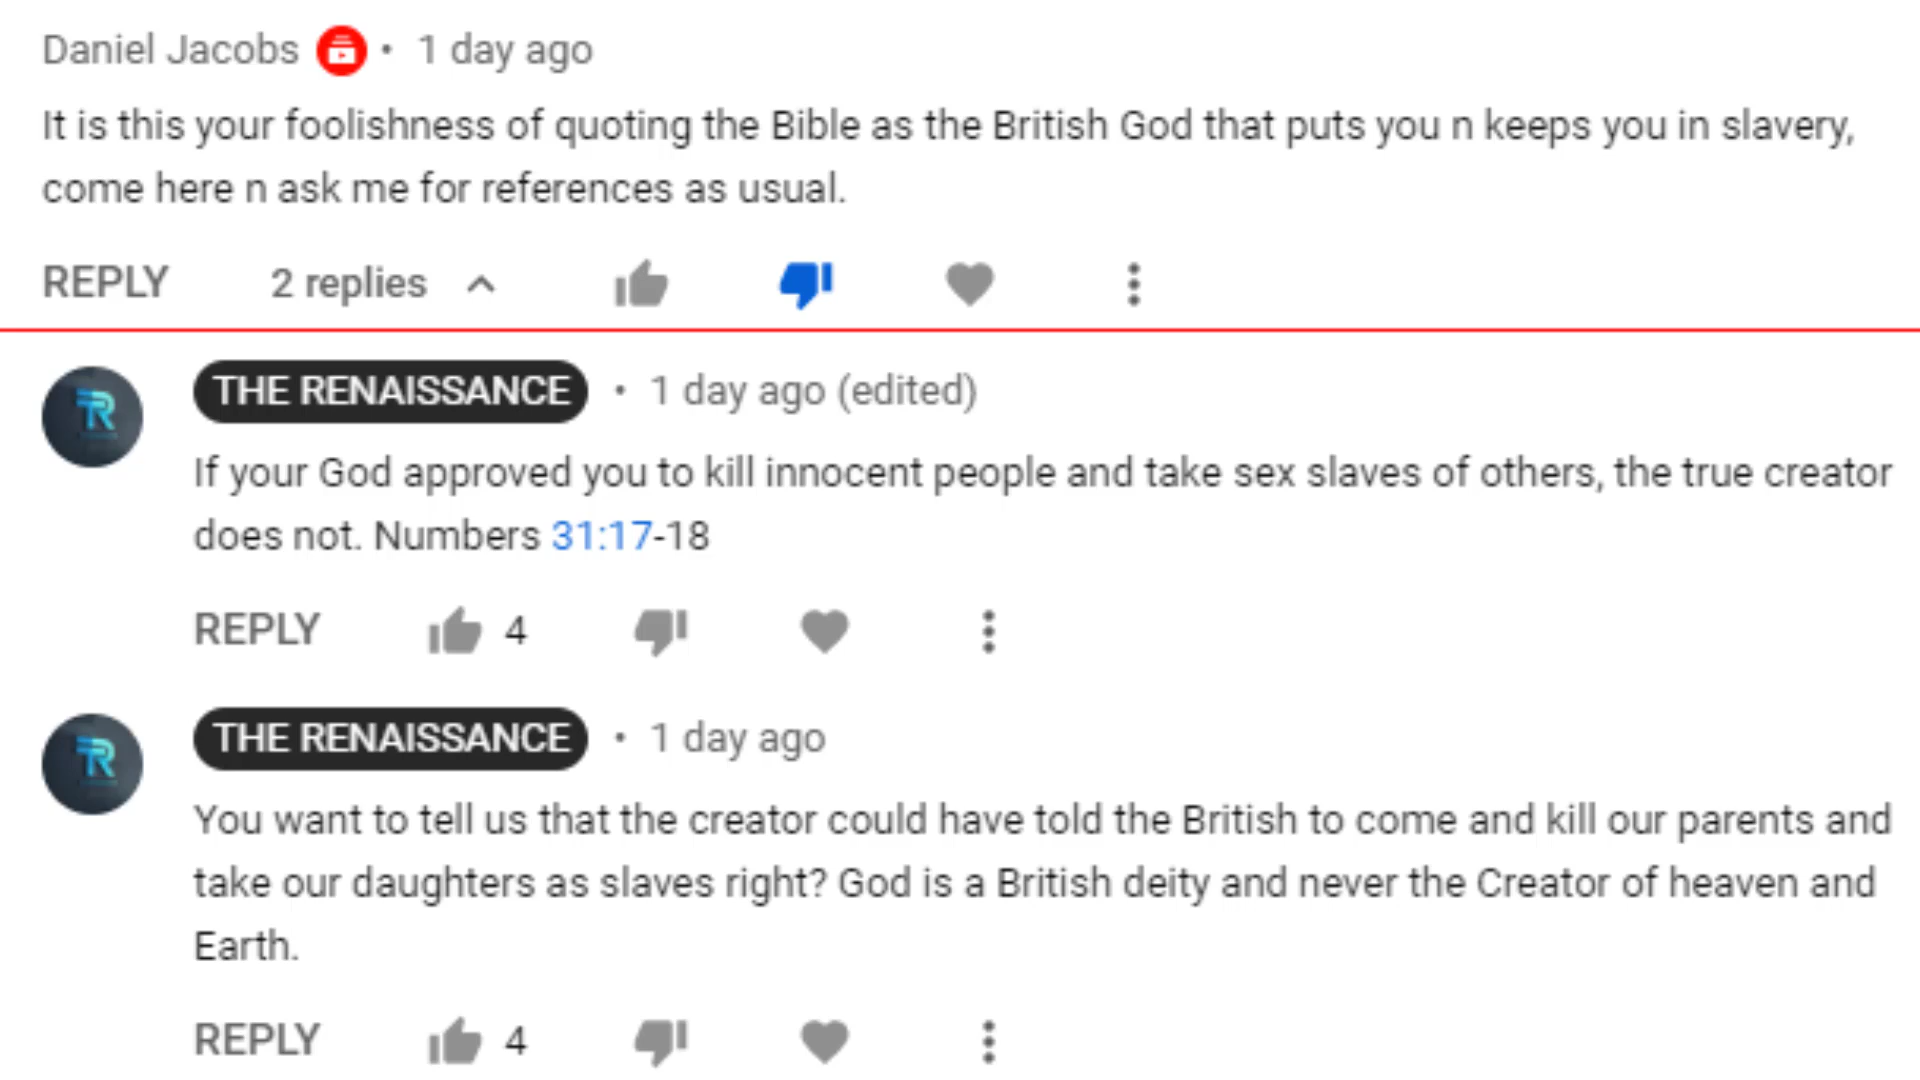 Daniel Jacobs • 1 day ago
It is this your foolishness of quoting the Bible as the British God that puts you n keeps you in slavery,
come here n ask me for references as usual.
REPLY 2 replies
THE RENAISSANCE • 1 day ago (edited)
If your God approved you to kill innocent people and take sex slaves of others, the true creator
does not. Numbers 31:17-18
REPLY 4
THE RENAISSANCE • 1 day ago
You want to tell us that the creator could have told the British to come and kill our parents and
take our daughters as slaves right? God is a British deity and never the Creator of heaven and
Earth.
REPLY 4